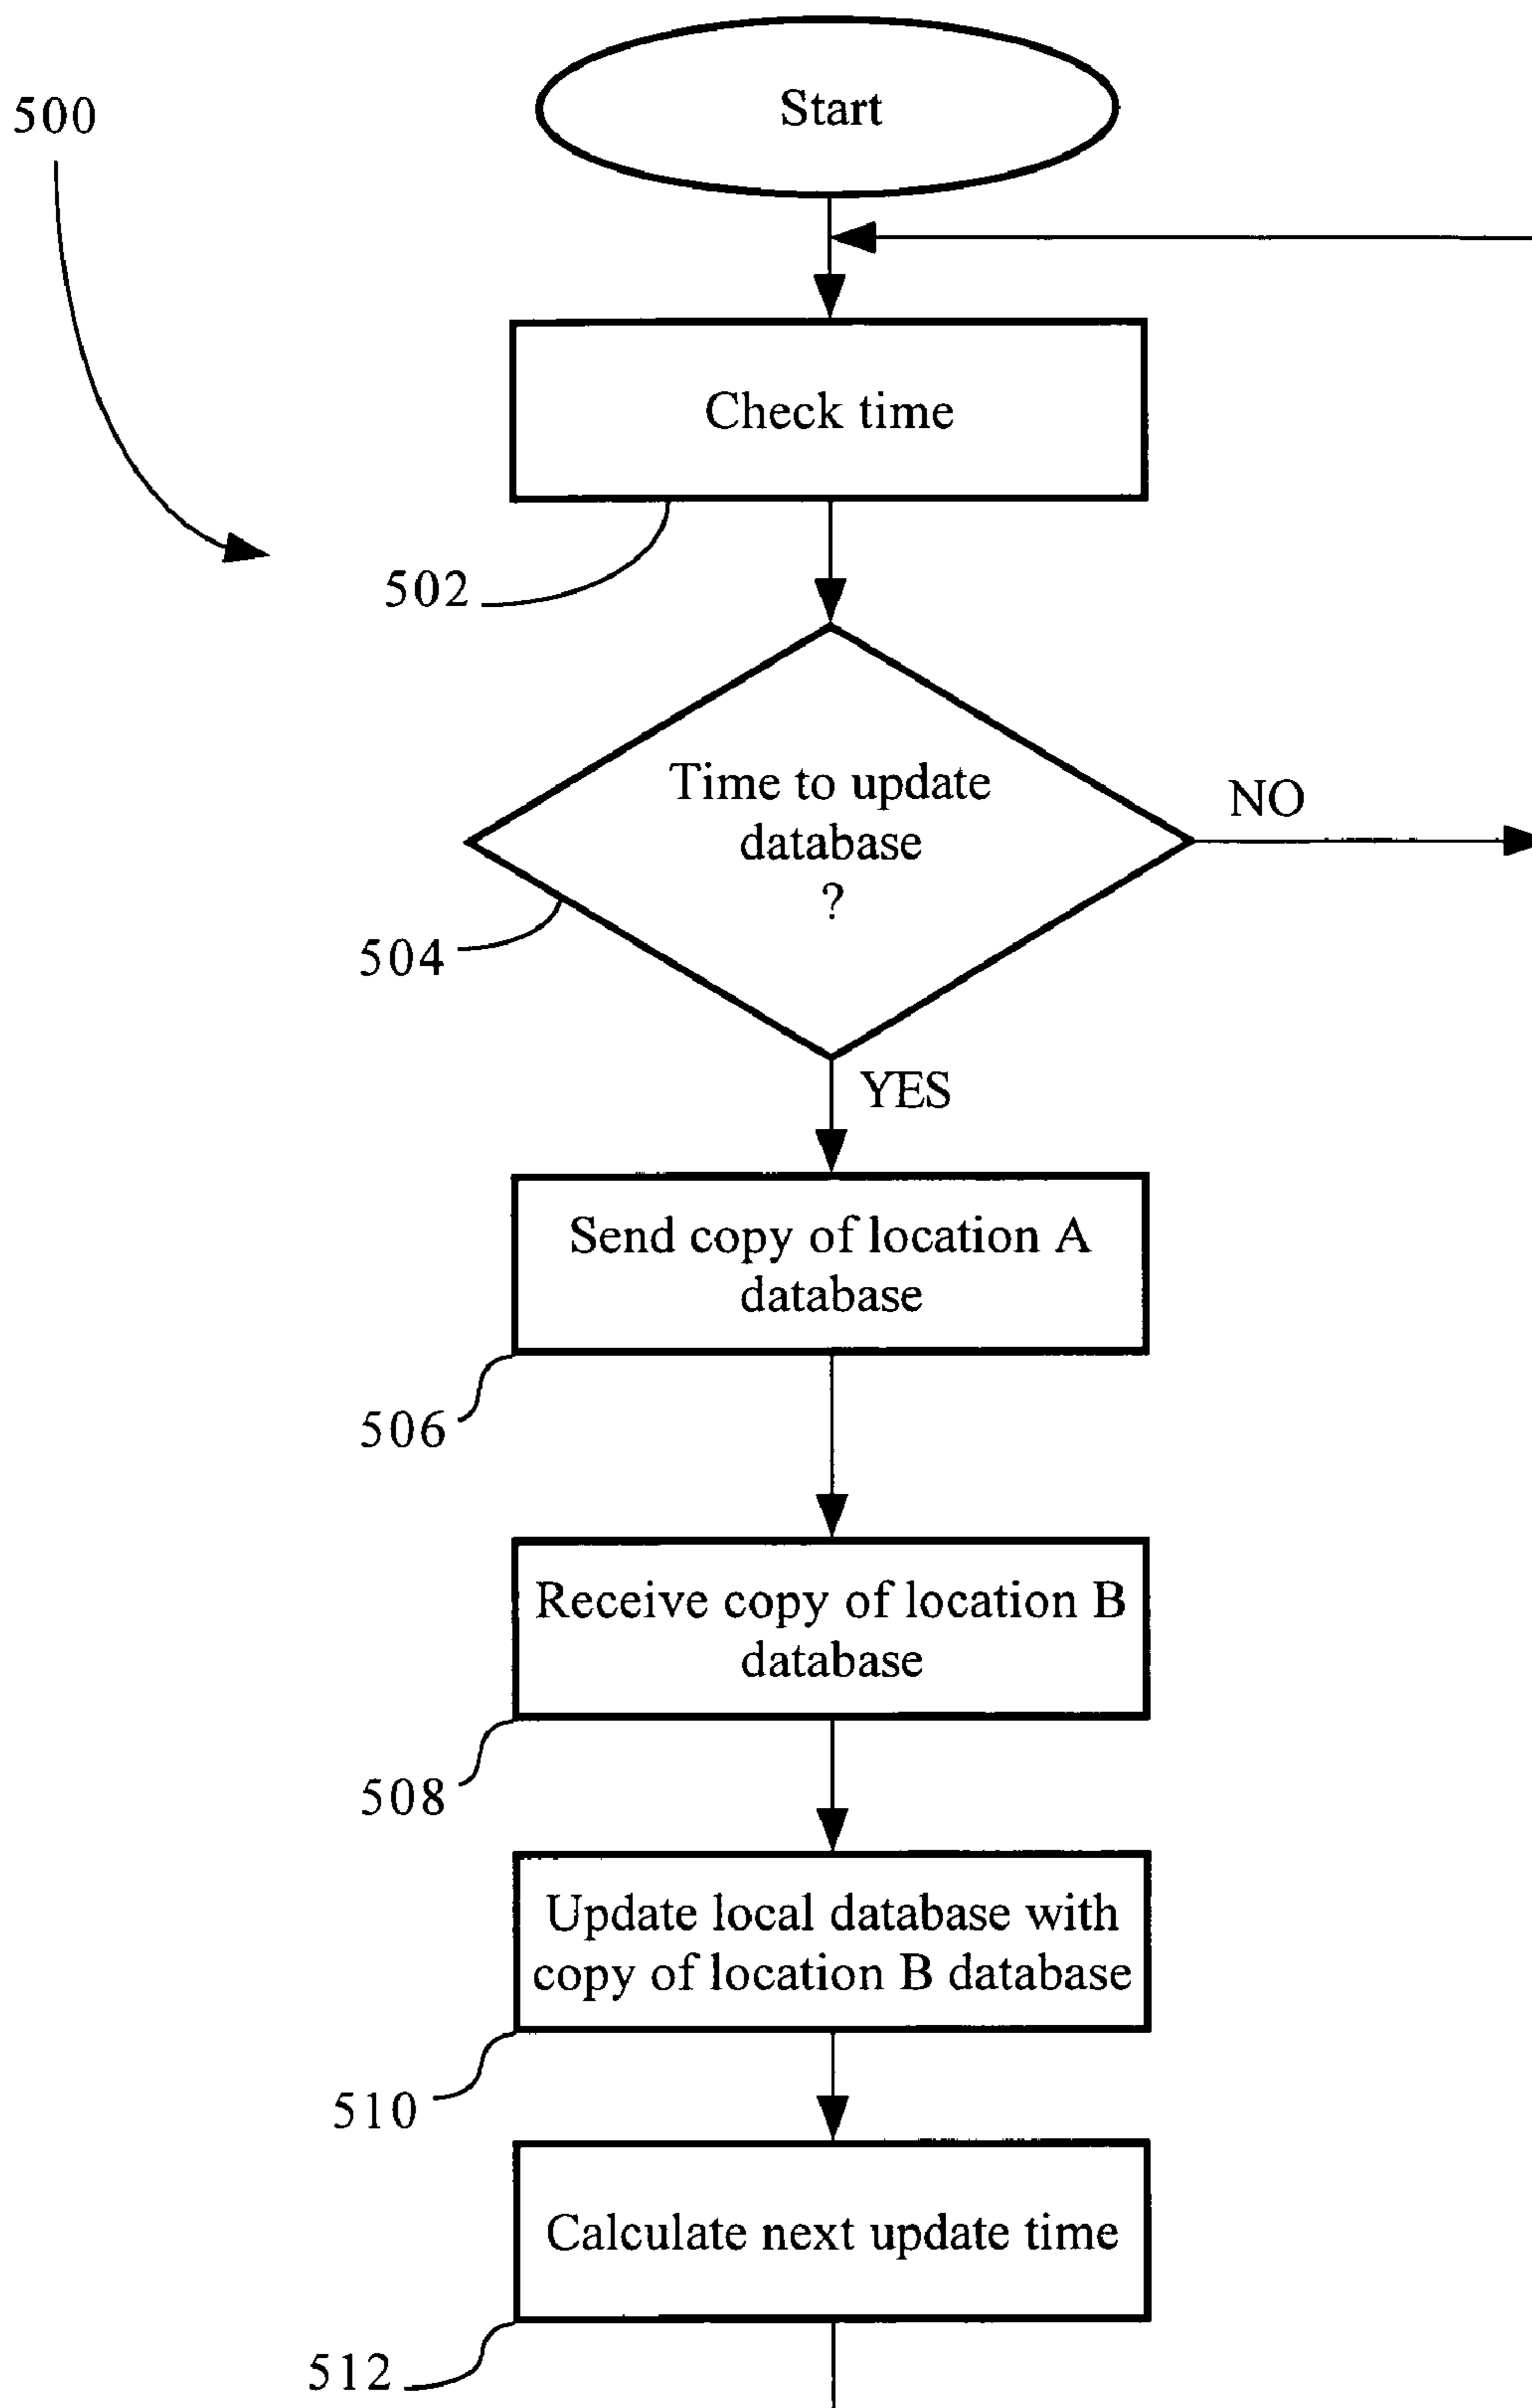 Start
500
Check time
502
Time to update
database
?
NO
504
YES
Send copy of location A
database
506
Receive copy of location B
database
508
Update local database with
copy of location B database
510
Calculate next update time
512